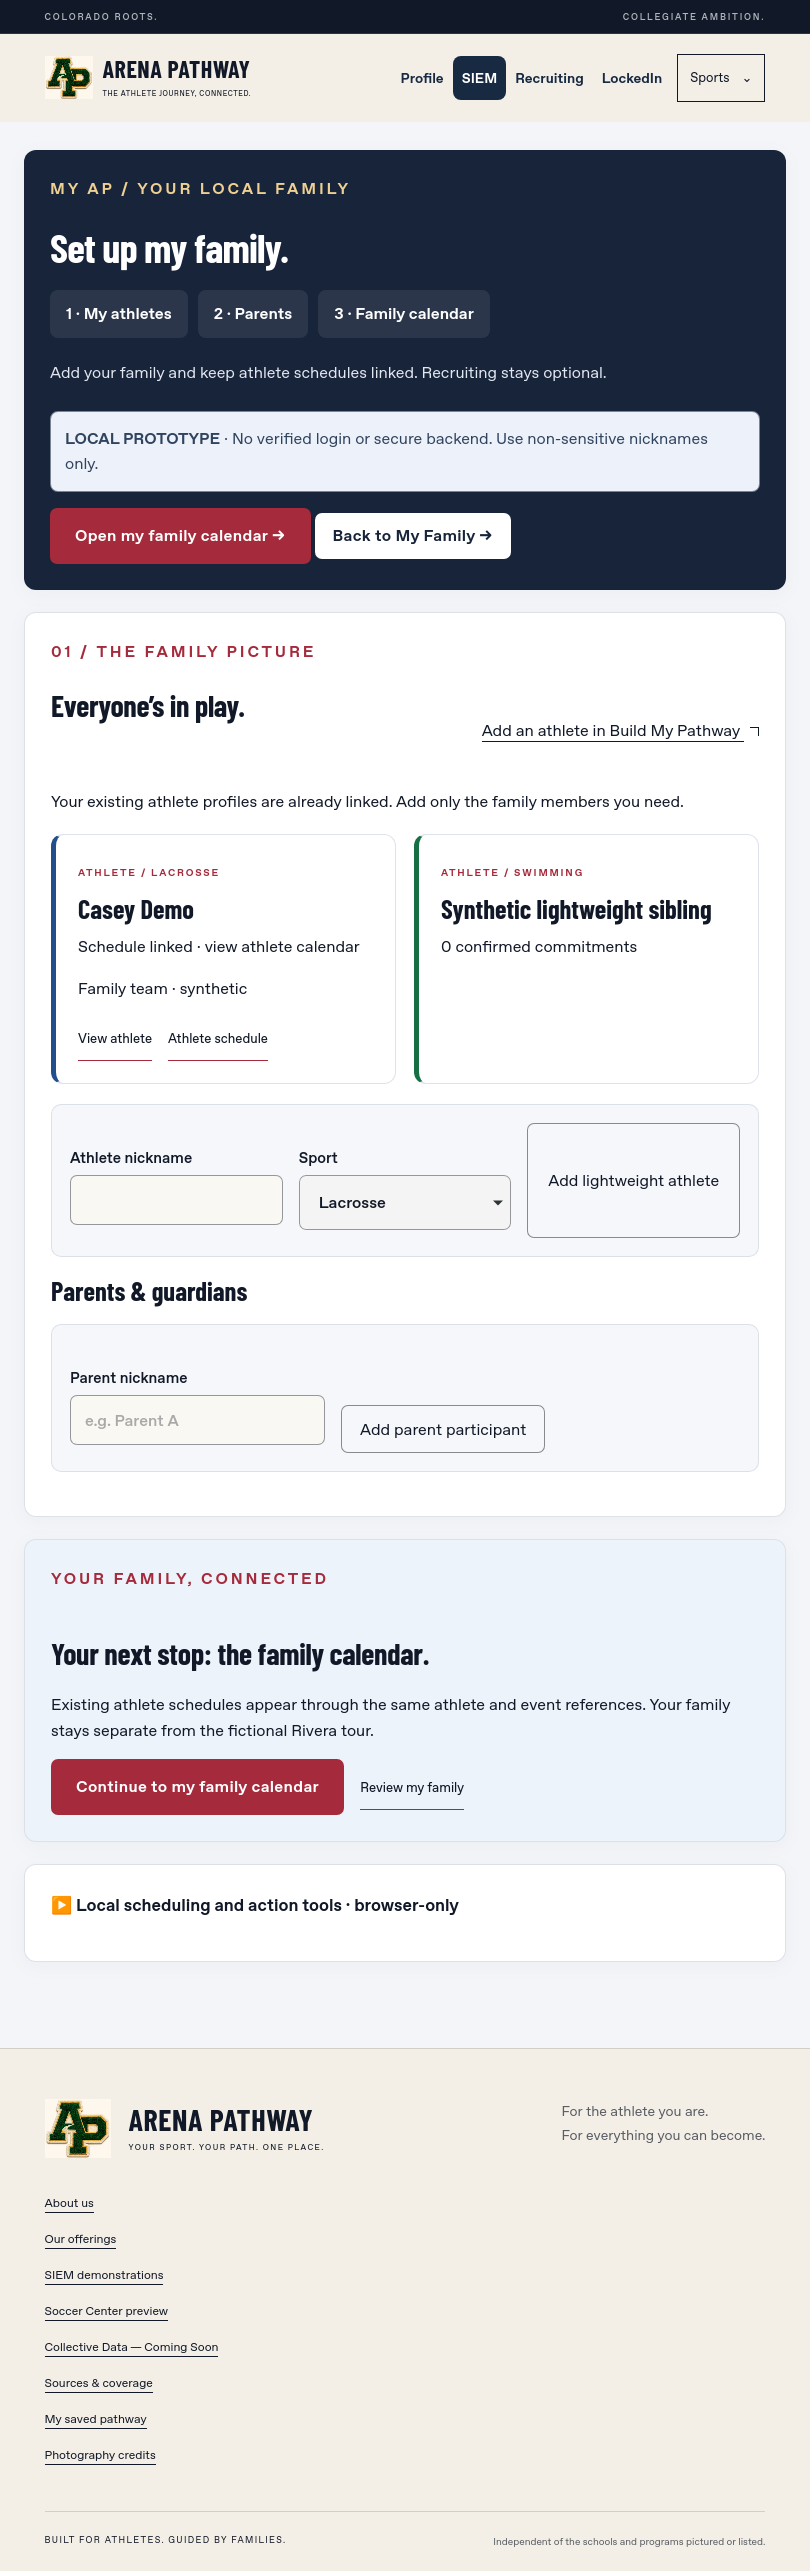 COLORADO ROOTS.
COLLEGIATE AMBITION.
AP
ARENA PATHWAY
THE ATHLETE JOURNEY, CONNECTED.
Profile
SIEM
Recruiting
LockedIn
Sports
MY AP / YOUR LOCAL FAMILY
Set up my family.
1 · My athletes
2 · Parents
3 · Family calendar
Add your family and keep athlete schedules linked. Recruiting stays optional.
LOCAL PROTOTYPE · No verified login or secure backend. Use non-sensitive nicknames
only.
Open my family calendar →
Back to My Family →
01 / THE FAMILY PICTURE
Everyone’s in play.
Add an athlete in Build My Pathway
Your existing athlete profiles are already linked. Add only the family members you need.
ATHLETE / LACROSSE
Casey Demo
Schedule linked · view athlete calendar
Family team · synthetic
View athlete
Athlete schedule
ATHLETE / SWIMMING
Synthetic lightweight sibling
0 confirmed commitments
Athlete nickname
Sport
Lacrosse
Add lightweight athlete
Parents & guardians
Parent nickname
e.g. Parent A
Add parent participant
YOUR FAMILY, CONNECTED
Your next stop: the family calendar.
Existing athlete schedules appear through the same athlete and event references. Your family
stays separate from the fictional Rivera tour.
Continue to my family calendar
Review my family
▶️ Local scheduling and action tools · browser-only
AP
ARENA PATHWAY
YOUR SPORT. YOUR PATH. ONE PLACE.
For the athlete you are.
For everything you can become.
About us
Our offerings
SIEM demonstrations
Soccer Center preview
Collective Data — Coming Soon
Sources & coverage
My saved pathway
Photography credits
BUILT FOR ATHLETES. GUIDED BY FAMILIES.
Independent of the schools and programs pictured or listed.